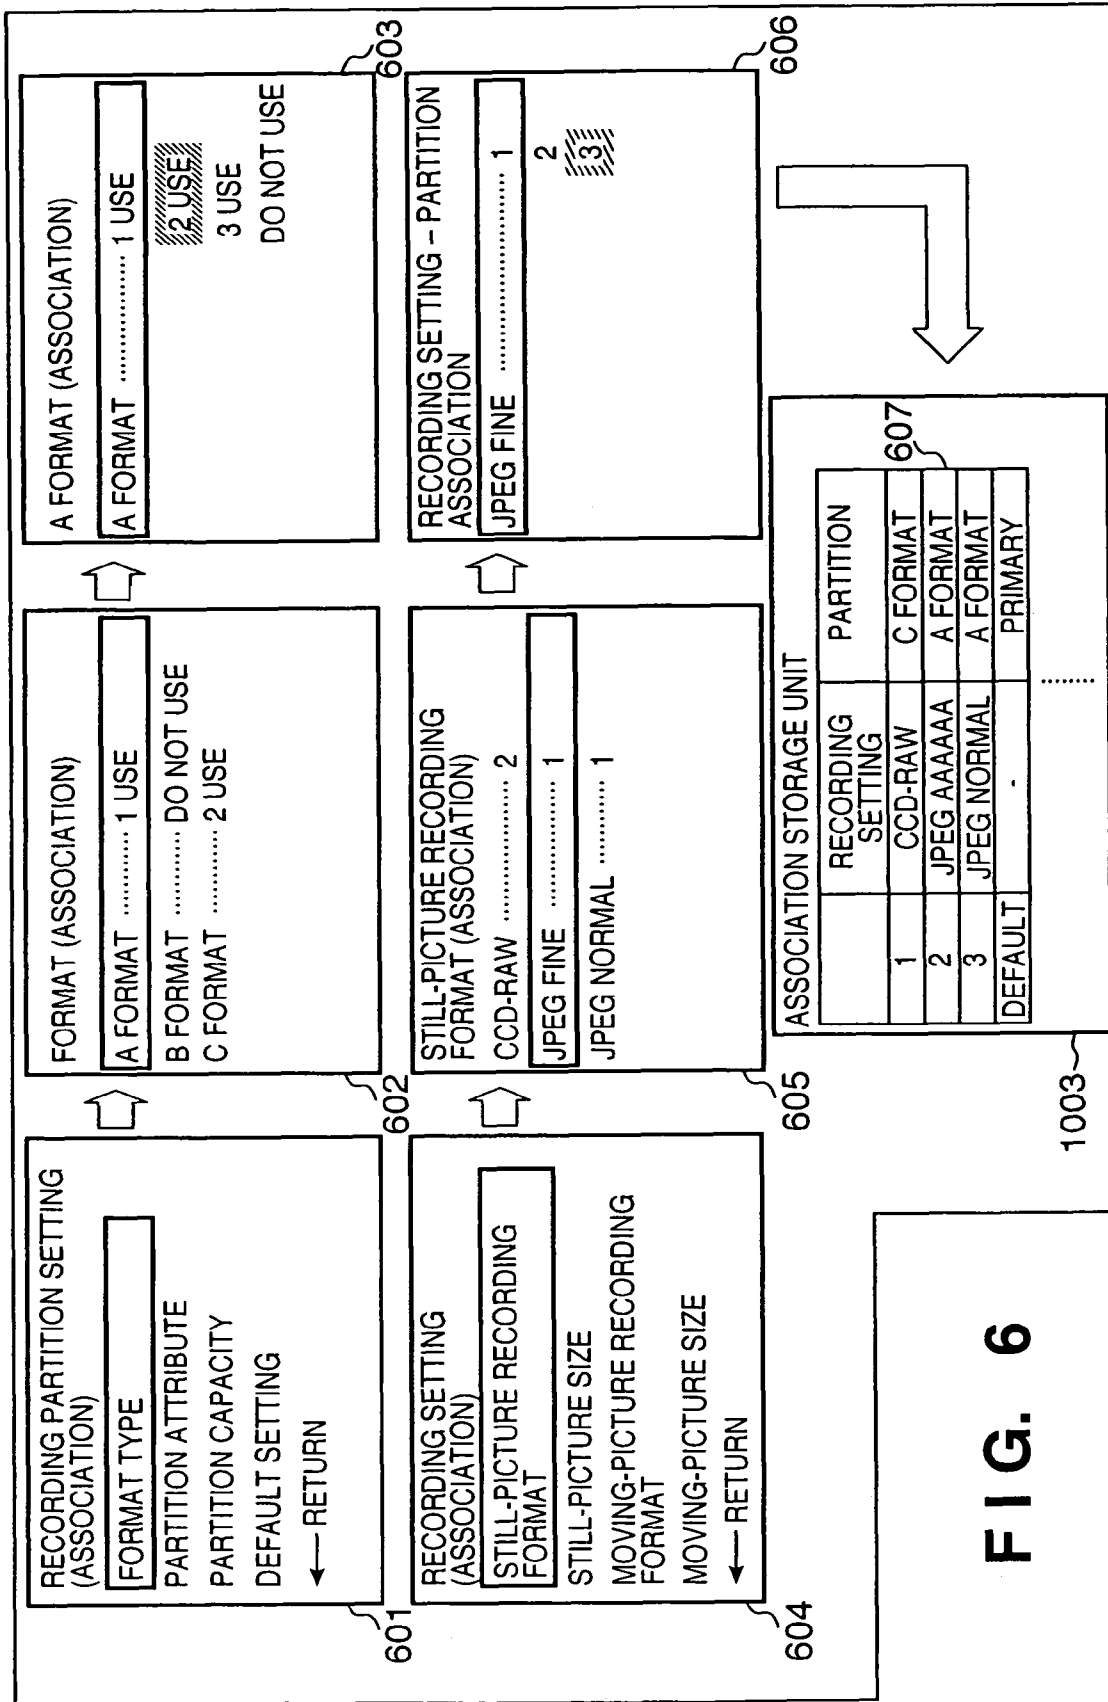 RECORDING PARTITION SETTING
(ASSOCIATION)
FORMAT TYPE
PARTITION ATTRIBUTE
PARTITION CAPACITY
DEFAULT SETTING
← RETURN
601
FORMAT (ASSOCIATION)
A FORMAT .......... 1 USE
B FORMAT .......... DO NOT USE
C FORMAT .......... 2 USE
602
A FORMAT (ASSOCIATION)
A FORMAT .............. 1 USE
2 USE
3 USE
DO NOT USE
603
RECORDING SETTING
(ASSOCIATION)
STILL-PICTURE RECORDING
FORMAT
STILL-PICTURE SIZE
MOVING-PICTURE RECORDING
FORMAT
MOVING-PICTURE SIZE
← RETURN
604
STILL-PICTURE RECORDING
FORMAT (ASSOCIATION)
CCD-RAW .................. 2
JPEG FINE .................. 1
JPEG NORMAL ........... 1
605
RECORDING SETTING – PARTITION
ASSOCIATION
JPEG FINE ............................ 1
2
3
606
ASSOCIATION STORAGE UNIT
RECORDING SETTING PARTITION
1 CCD-RAW C FORMAT
2 JPEG AAAAAA A FORMAT
3 JPEG NORMAL A FORMAT
DEFAULT - PRIMARY
..........
607
1003
FIG. 6